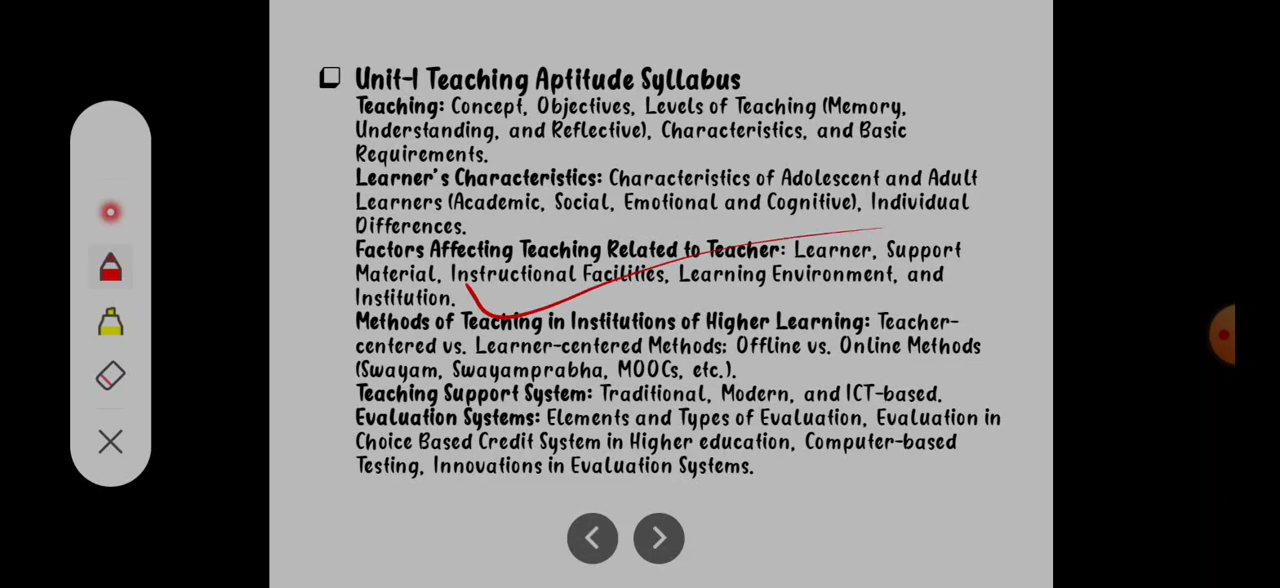 Unit-I Teaching Aptitude Syllabus
Teaching: Concept, Objectives, Levels of Teaching (Memory,
Understanding, and Reflective), Characteristics, and Basic
Requirements.
Learner's Characteristics: Characteristics of Adolescent and Adult
Learners (Academic, Social, Emotional and Cognitive), Individual
Differences.
Factors Affecting Teaching Related to Teacher: Learner, Support
Material, Instructional Facilities, Learning Environment, and
Institution.
Methods of Teaching in Institutions of Higher Learning: Teacher-
centered vs. Learner-centered Methods; Offline vs. Online Methods
(Swayam, Swayamprabha, MOOCs, etc.).
Teaching Support System: Traditional, Modern, and ICT-based.
Evaluation Systems: Elements and Types of Evaluation, Evaluation in
Choice Based Credit System in Higher education, Computer-based
Testing, Innovations in Evaluation Systems.